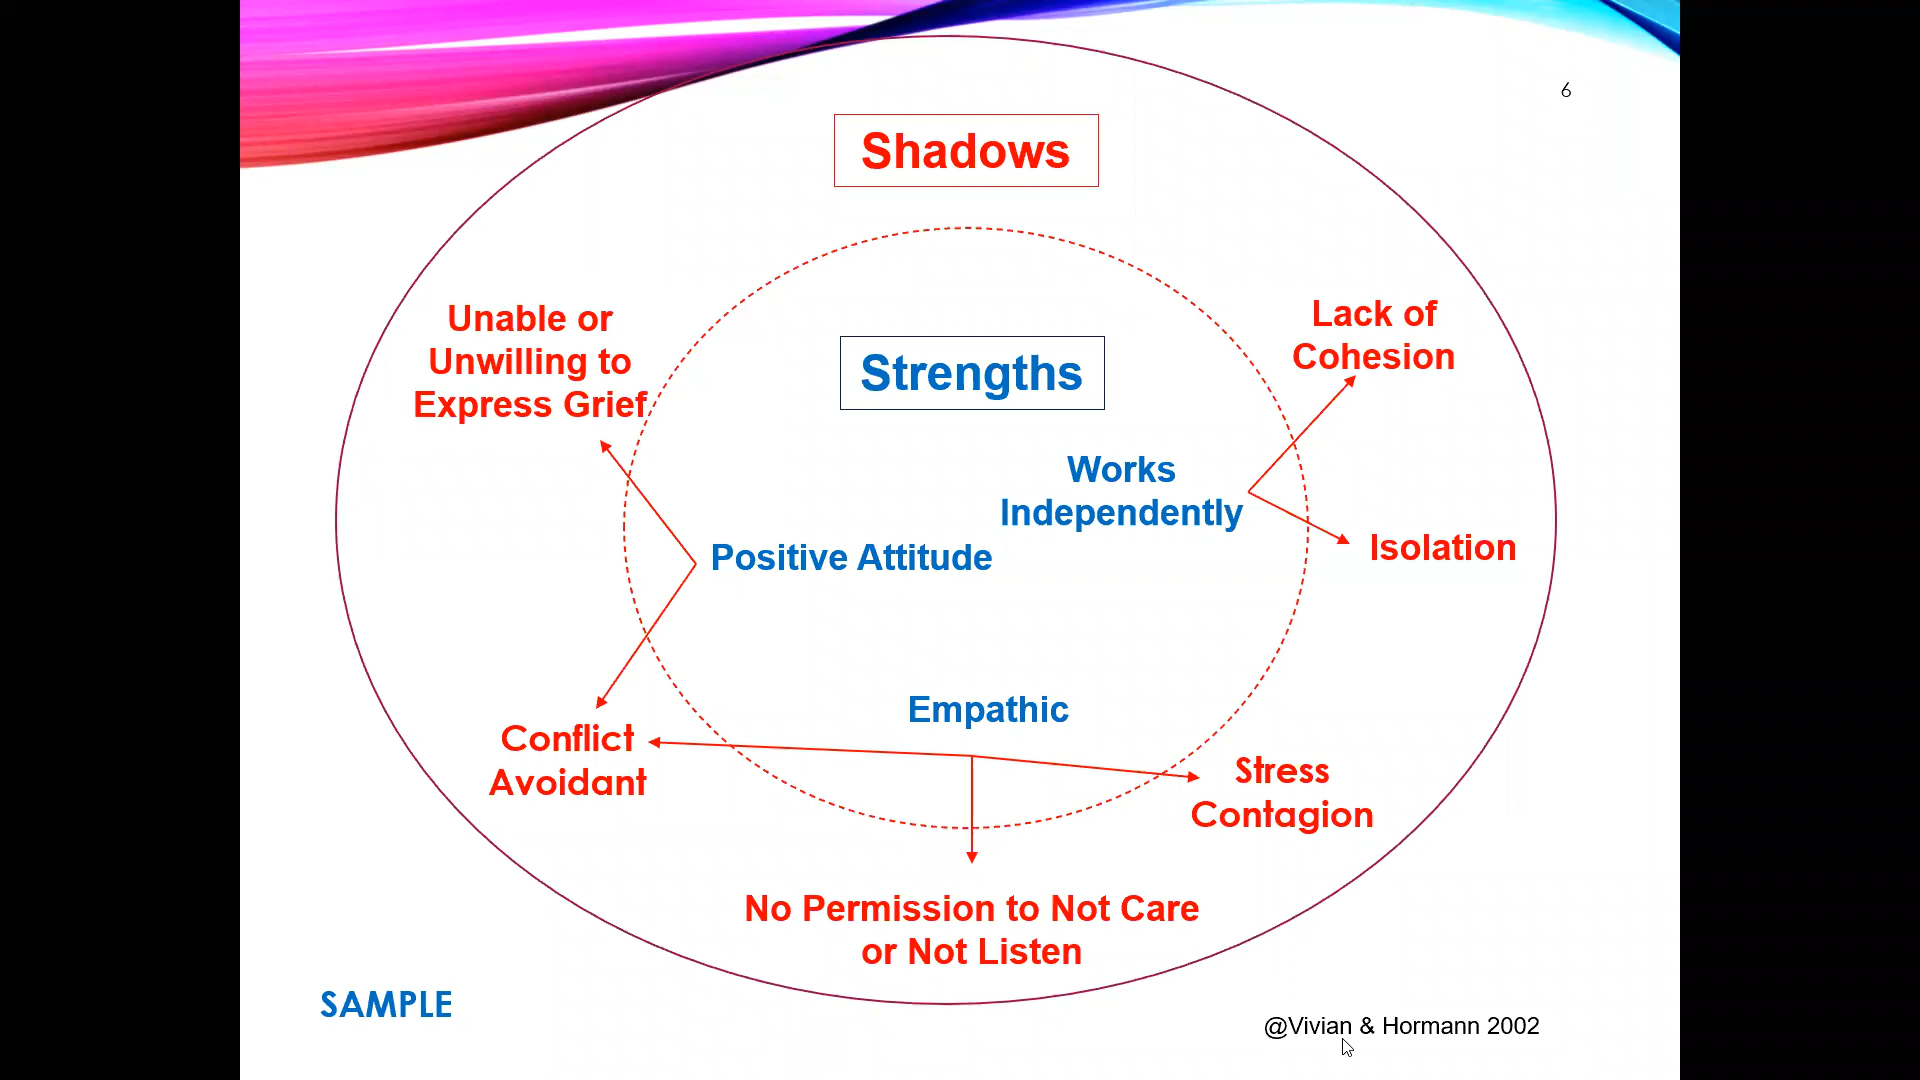 6
Shadows
Unable or
Unwilling to
Express Grief
Lack of
Cohesion
Strengths
Works
Independently
Isolation
Positive Attitude
Empathic
Conflict
Avoidant
Stress
Contagion
No Permission to Not Care
or Not Listen
SAMPLE
@Vivian & Hormann 2002